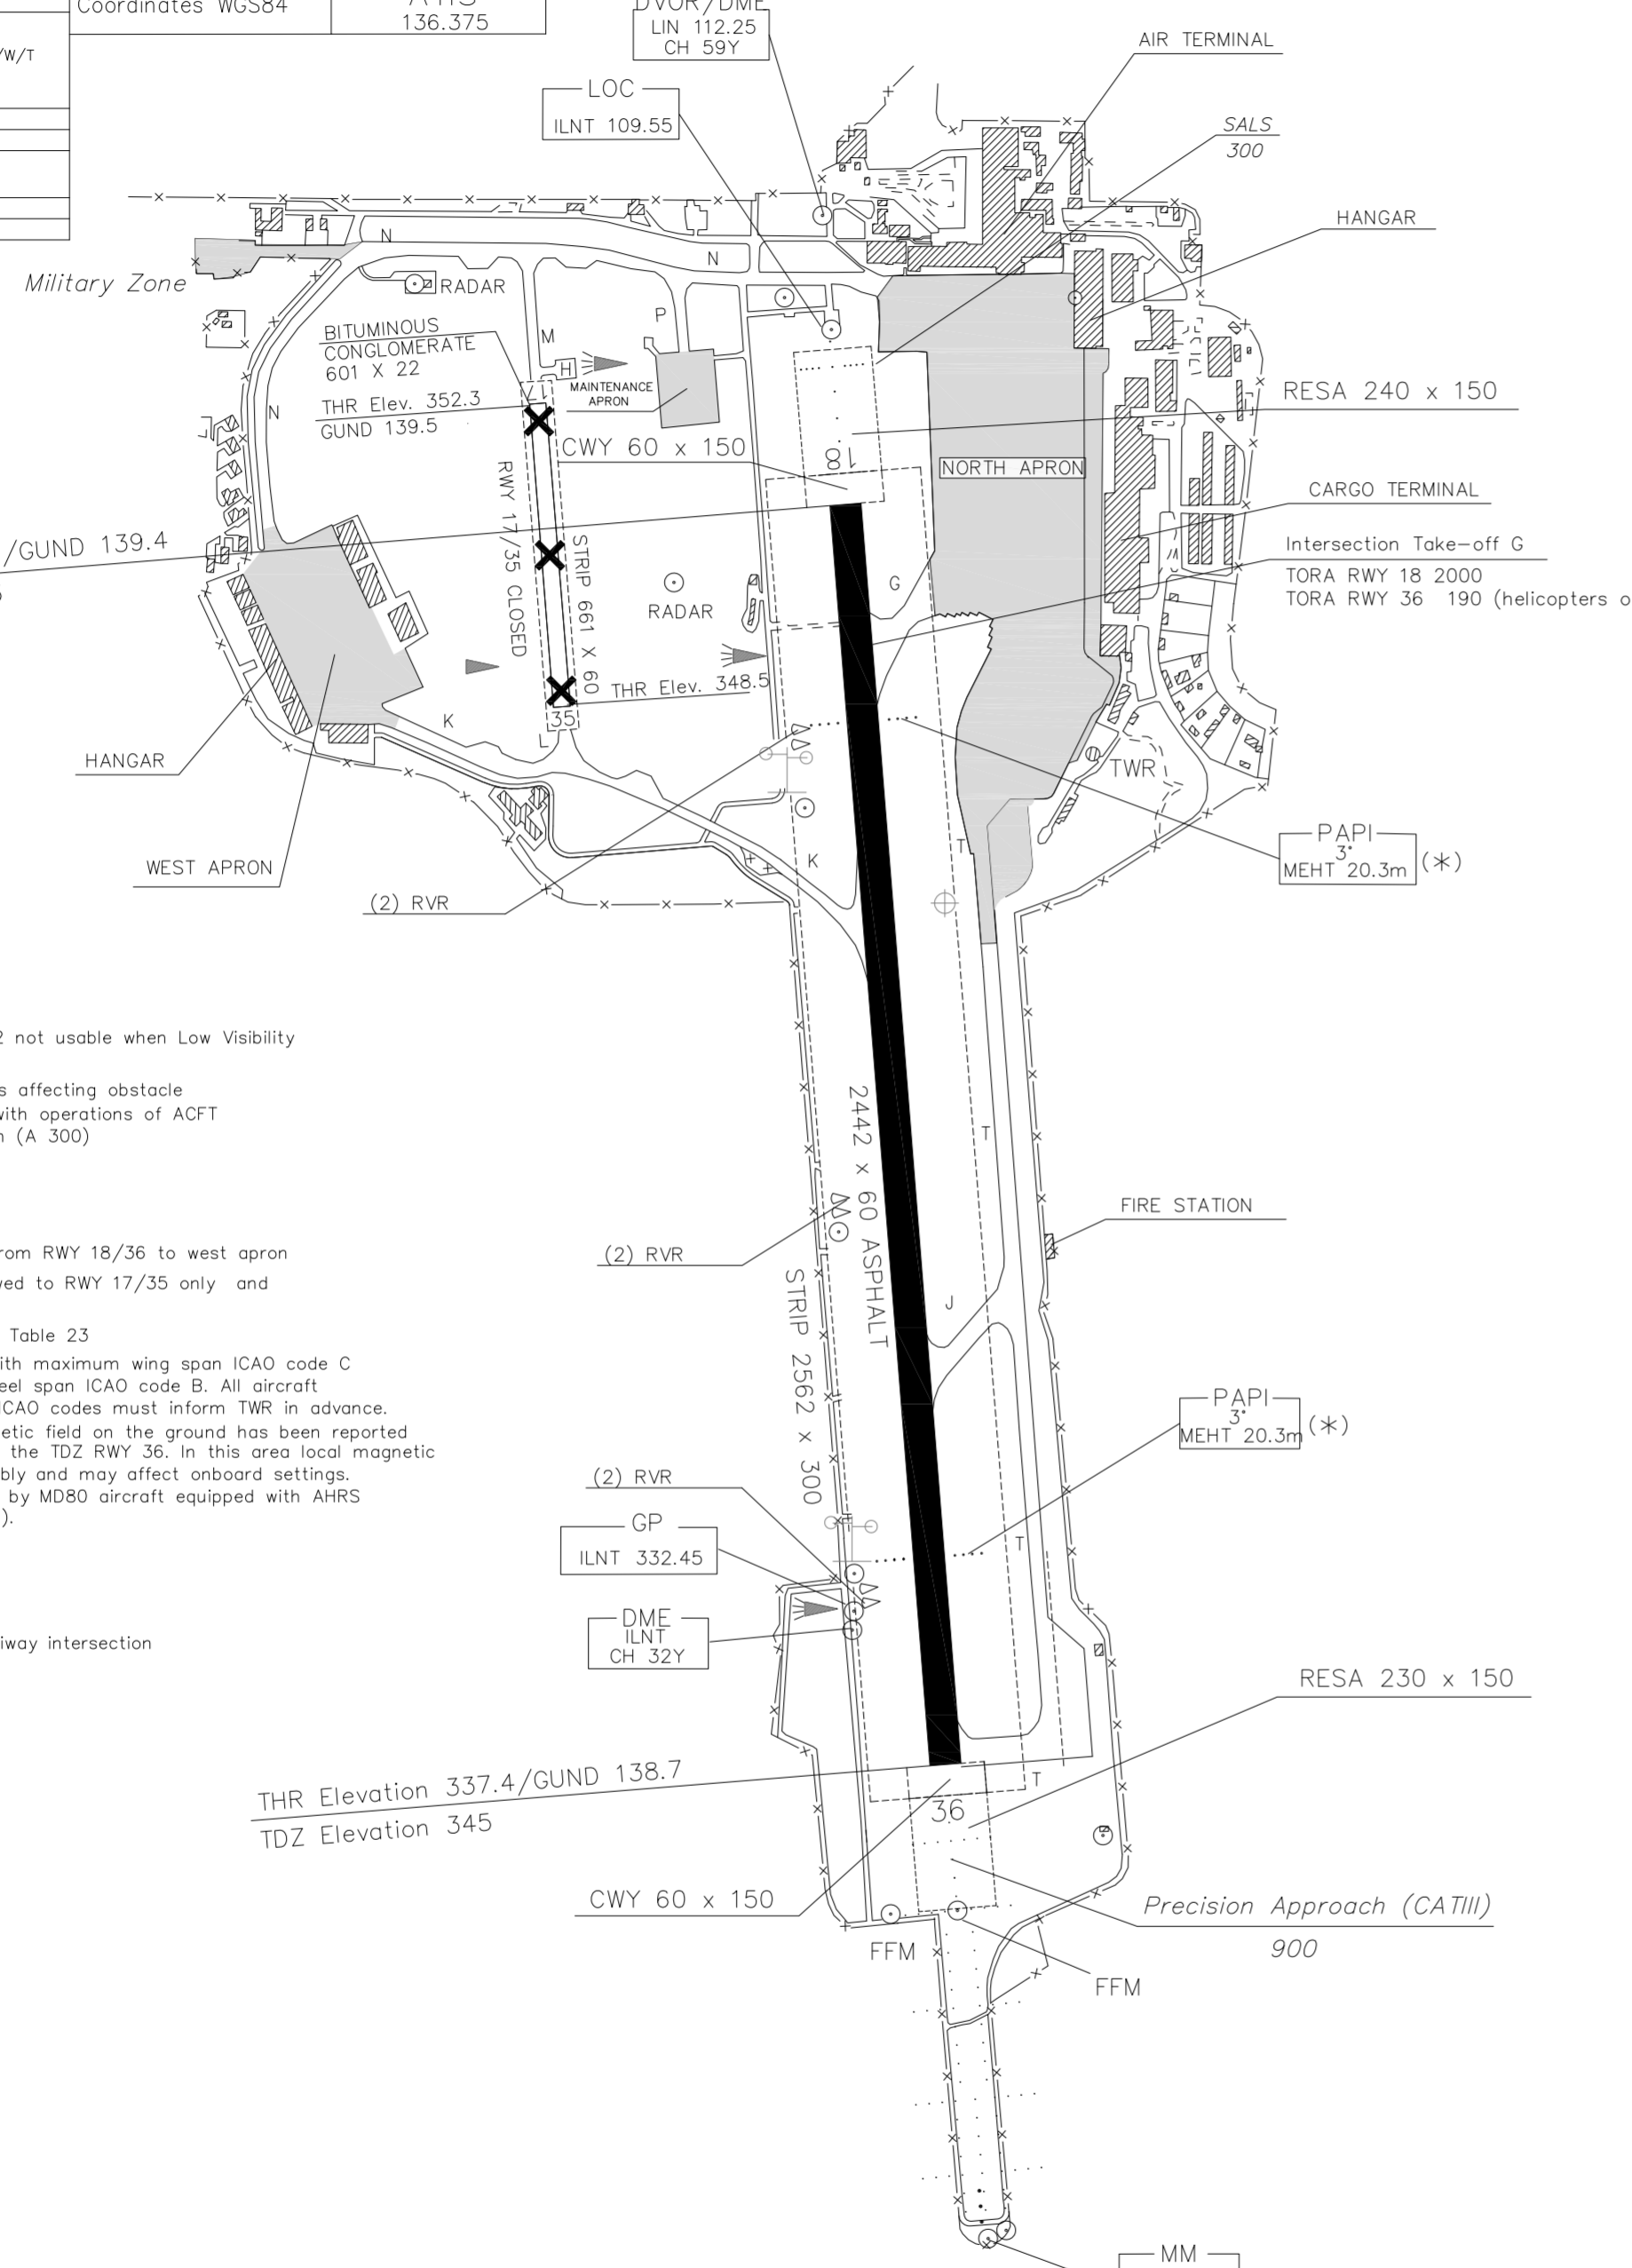 Coordinates WGS84
136.375
/W/T
DVOR/DME
LIN 112.25
CH 59Y
LOC
ILNT 109.55
AIR TERMINAL
SALS
300
HANGAR
N
N
N
Military Zone
RADAR
BITUMINOUS
CONGLOMERATE
601 X 22
M
P
H
MAINTENANCE
APRON
THR Elev. 352.3
GUND 139.5
17
CWY 60 x 150
RESA 240 x 150
18
NORTH APRON
CARGO TERMINAL
/GUND 139.4
Intersection Take-off G
TORA RWY 18 2000
TORA RWY 36 190 (helicopters o
G
RWY 17/35 CLOSED
STRIP 661 X 60
RADAR
THR Elev. 348.5
35
L
K
HANGAR
TWR
WEST APRON
PAPI
3°
MEHT 20.3m
(*)
(2) RVR
K
T
2 not usable when Low Visibility
s affecting obstacle
with operations of ACFT
n (A 300)
2442 x 60 ASPHALT
T
FIRE STATION
rom RWY 18/36 to west apron
wed to RWY 17/35 only and
(2) RVR
STRIP 2562 x 300
J
Table 23
ith maximum wing span ICAO code C
eel span ICAO code B. All aircraft
ICAO codes must inform TWR in advance.
etic field on the ground has been reported
the TDZ RWY 36. In this area local magnetic
bly and may affect onboard settings.
by MD80 aircraft equipped with AHRS
).
PAPI
3°
MEHT 20.3m
(*)
(2) RVR
GP
ILNT 332.45
T
DME
ILNT
CH 32Y
iway intersection
RESA 230 x 150
THR Elevation 337.4/GUND 138.7
TDZ Elevation 345
T
36
CWY 60 x 150
Precision Approach (CATIII)
900
FFM
FFM
MM